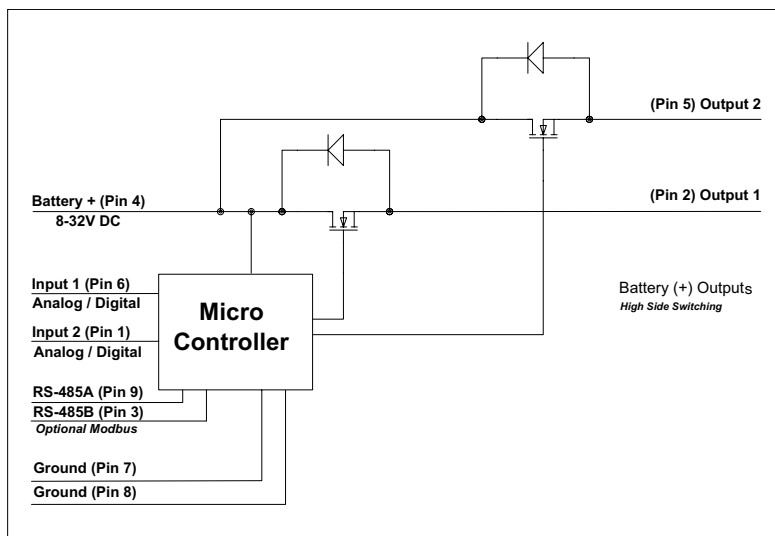 (Pin 5) Output 2
(Pin 2) Output 1
Battery + (Pin 4)
8-32V DC
Input 1 (Pin 6)
Analog / Digital
Input 2 (Pin 1)
Analog / Digital
Micro
Controller
Battery (+) Outputs
High Side Switching
RS-485A (Pin 9)
RS-485B (Pin 3)
Optional Modbus
Ground (Pin 7)
Ground (Pin 8)